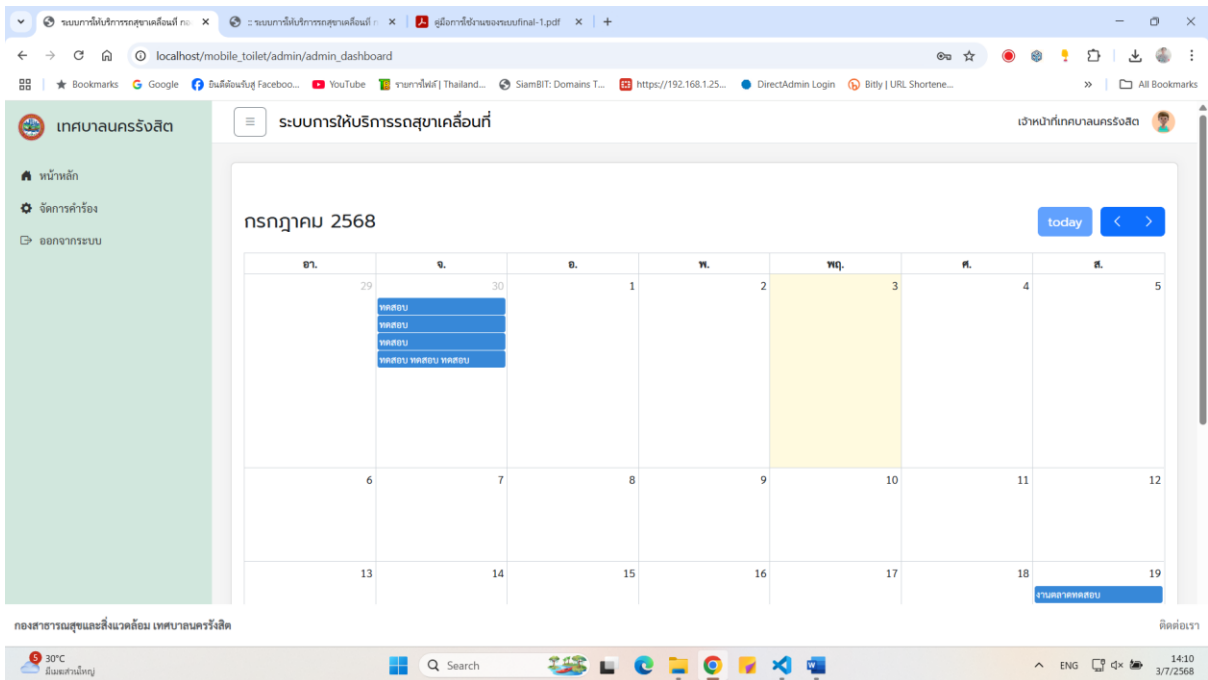 ระบบการให้บริการรถสุขาเคลื่อนที่ กอ
:: ระบบการให้บริการรถสุขาเคลื่อนที่ ก
คู่มือการใช้งานของระบบfinal-1.pdf
localhost/mobile_toilet/admin/admin_dashboard
Bookmarks Google ยินดีต้อนรับสู่ Faceboo... YouTube รายการไฟล์ | Thailand... SiamBIT: Domains T... https://192.168.1.25... DirectAdmin Login Bitly | URL Shortene... All Bookmarks
เทศบาลนครรังสิต
ระบบการให้บริการรถสุขาเคลื่อนที่
เจ้าหน้าที่เทศบาลนครรังสิต
หน้าหลัก
จัดการคำร้อง
ออกจากระบบ
กรกฎาคม 2568
today
อา. จ. อ. พ. พฤ. ศ. ส.
29 30 1 2 3 4 5
ทดสอบ
ทดสอบ
ทดสอบ
ทดสอบ ทดสอบ ทดสอบ
6 7 8 9 10 11 12
13 14 15 16 17 18 19
งานตลาดทดสอบ
กองสาธารณสุขและสิ่งแวดล้อม เทศบาลนครรังสิต
ติดต่อเรา
5
30°C
มีเมฆส่วนใหญ่
Search
ENG
14:10
3/7/2568